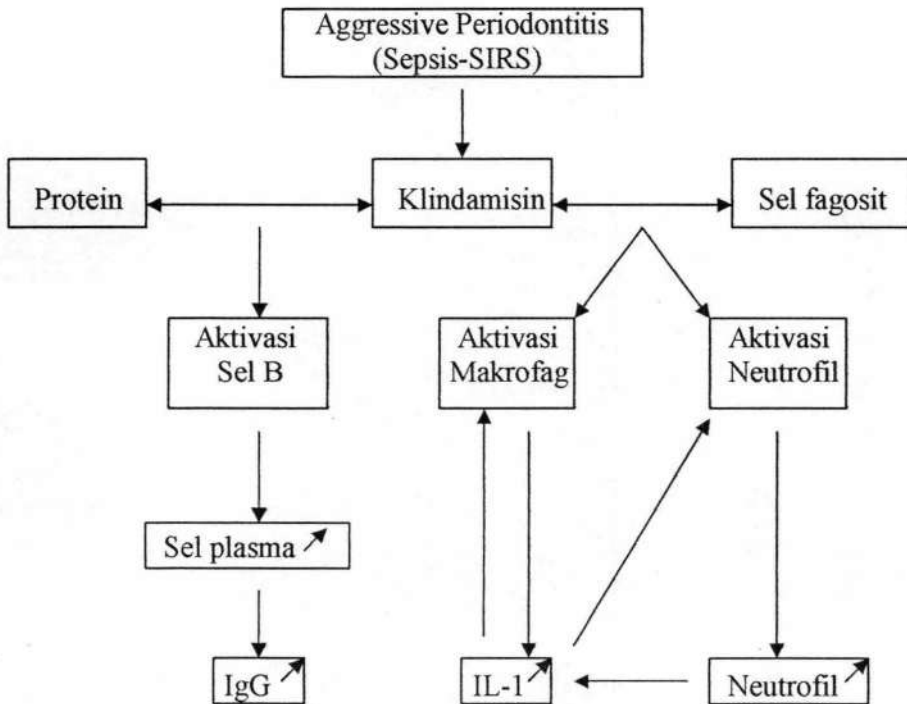 Aggressive Periodontitis
(Sepsis-SIRS)
Protein
Klindamisin
Sel fagosit
Aktivasi
Sel B
Aktivasi
Makrofag
Aktivasi
Neutrofil
Sel plasma
IgG
IL-1
Neutrofil